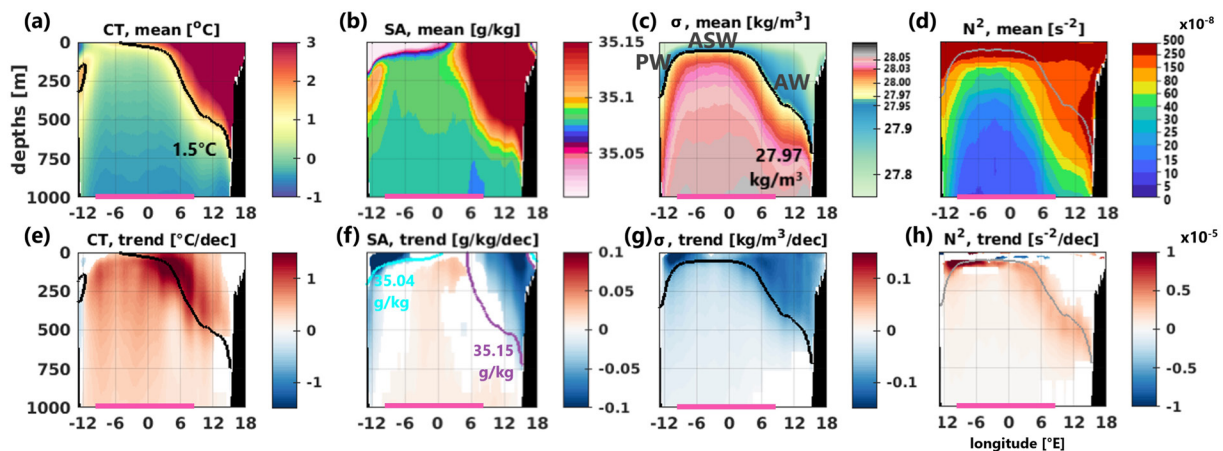 (a) CT, mean [°C]
(b) SA, mean [g/kg]
(c) σ, mean [kg/m³]
(d) N², mean [s⁻²]
x10⁻⁸
depths [m]
0
250
500
750
1000
1.5°C
-12 -6 0 6 12 18
3
2
1
0
-1
-12 -6 0 6 12 18
35.15
35.1
35.05
PW
ASW
AW
27.97
kg/m³
-12 -6 0 6 12 18
28.05
28.03
28.00
27.97
27.95
27.9
27.8
-12 -6 0 6 12 18
500
150
100
80
60
40
30
20
10
5
0
(e) CT, trend [°C/dec]
(f) SA, trend [g/kg/dec]
(g) σ, trend [kg/m³/dec]
(h) N², trend [s⁻²/dec]
x10⁻⁵
depths [m]
0
250
500
750
1000
-12 -6 0 6 12 18
1
0
-1
35.04
g/kg
35.15
g/kg
-12 -6 0 6 12 18
0.1
0.05
0
-0.05
-0.1
-12 -6 0 6 12 18
0.1
0
-0.1
-12 -6 0 6 12 18
longitude [°E]
1
0.5
0
-0.5
-1